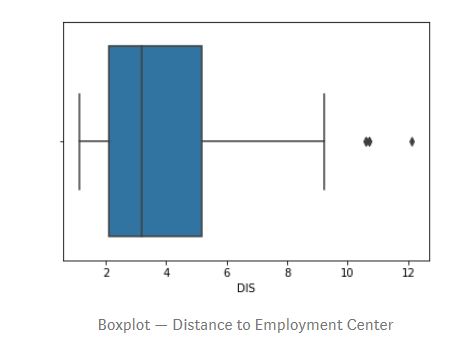 2 4 6 8 10 12
DIS
Boxplot — Distance to Employment Center